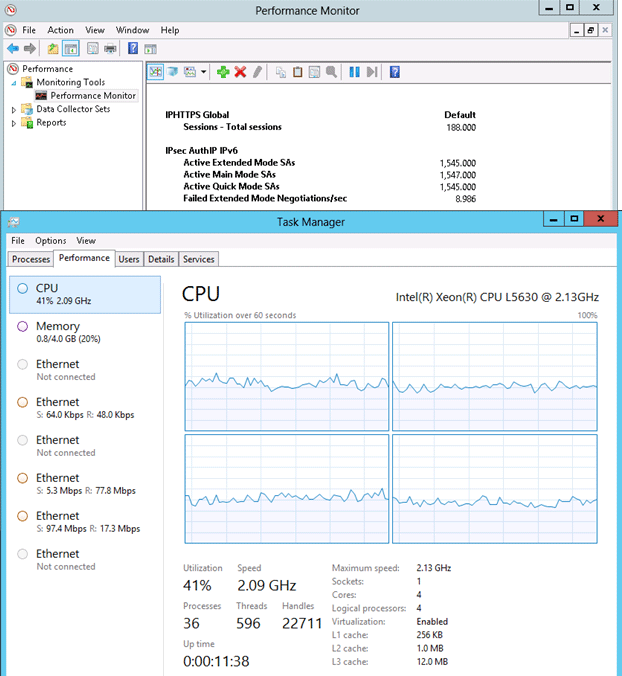 Performance Monitor
File Action View Window Help
Performance
Monitoring Tools
Performance Monitor
Data Collector Sets
Reports
IPHTTPS Global Default
Sessions - Total sessions 188.000
IPsec AuthIP IPv6
Active Extended Mode SAs 1,545.000
Active Main Mode SAs 1,547.000
Active Quick Mode SAs 1,545.000
Failed Extended Mode Negotiations/sec 8.986
Task Manager
File Options View
Processes Performance Users Details Services
CPU
41% 2.09 GHz
Memory
0.8/4.0 GB (20%)
Ethernet
Not connected
Ethernet
S: 64.0 Kbps R: 48.0 Kbps
Ethernet
Not connected
Ethernet
S: 5.3 Mbps R: 77.8 Mbps
Ethernet
S: 97.4 Mbps R: 17.3 Mbps
Ethernet
Not connected
CPU Intel(R) Xeon(R) CPU L5630 @ 2.13GHz
% Utilization over 60 seconds 100%
Utilization Speed
41% 2.09 GHz
Processes Threads Handles
36 596 22711
Up time
0:00:11:38
Maximum speed: 2.13 GHz
Sockets: 1
Cores: 4
Logical processors: 4
Virtualization: Enabled
L1 cache: 256 KB
L2 cache: 1.0 MB
L3 cache: 12.0 MB